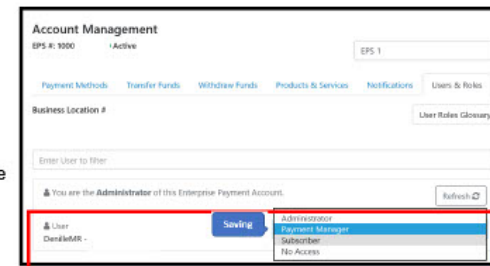 Account Management
EPS #: 1000 Active
EPS 1
Payment Methods Transfer Funds Withdraw Funds Products & Services Notifications Users & Roles
Business Location #
User Roles Glossary
Enter User to filter
e
You are the Administrator of this Enterprise Payment Account.
Refresh
User
DenilleMR -
Saving
Administrator
Payment Manager
Subscriber
No Access